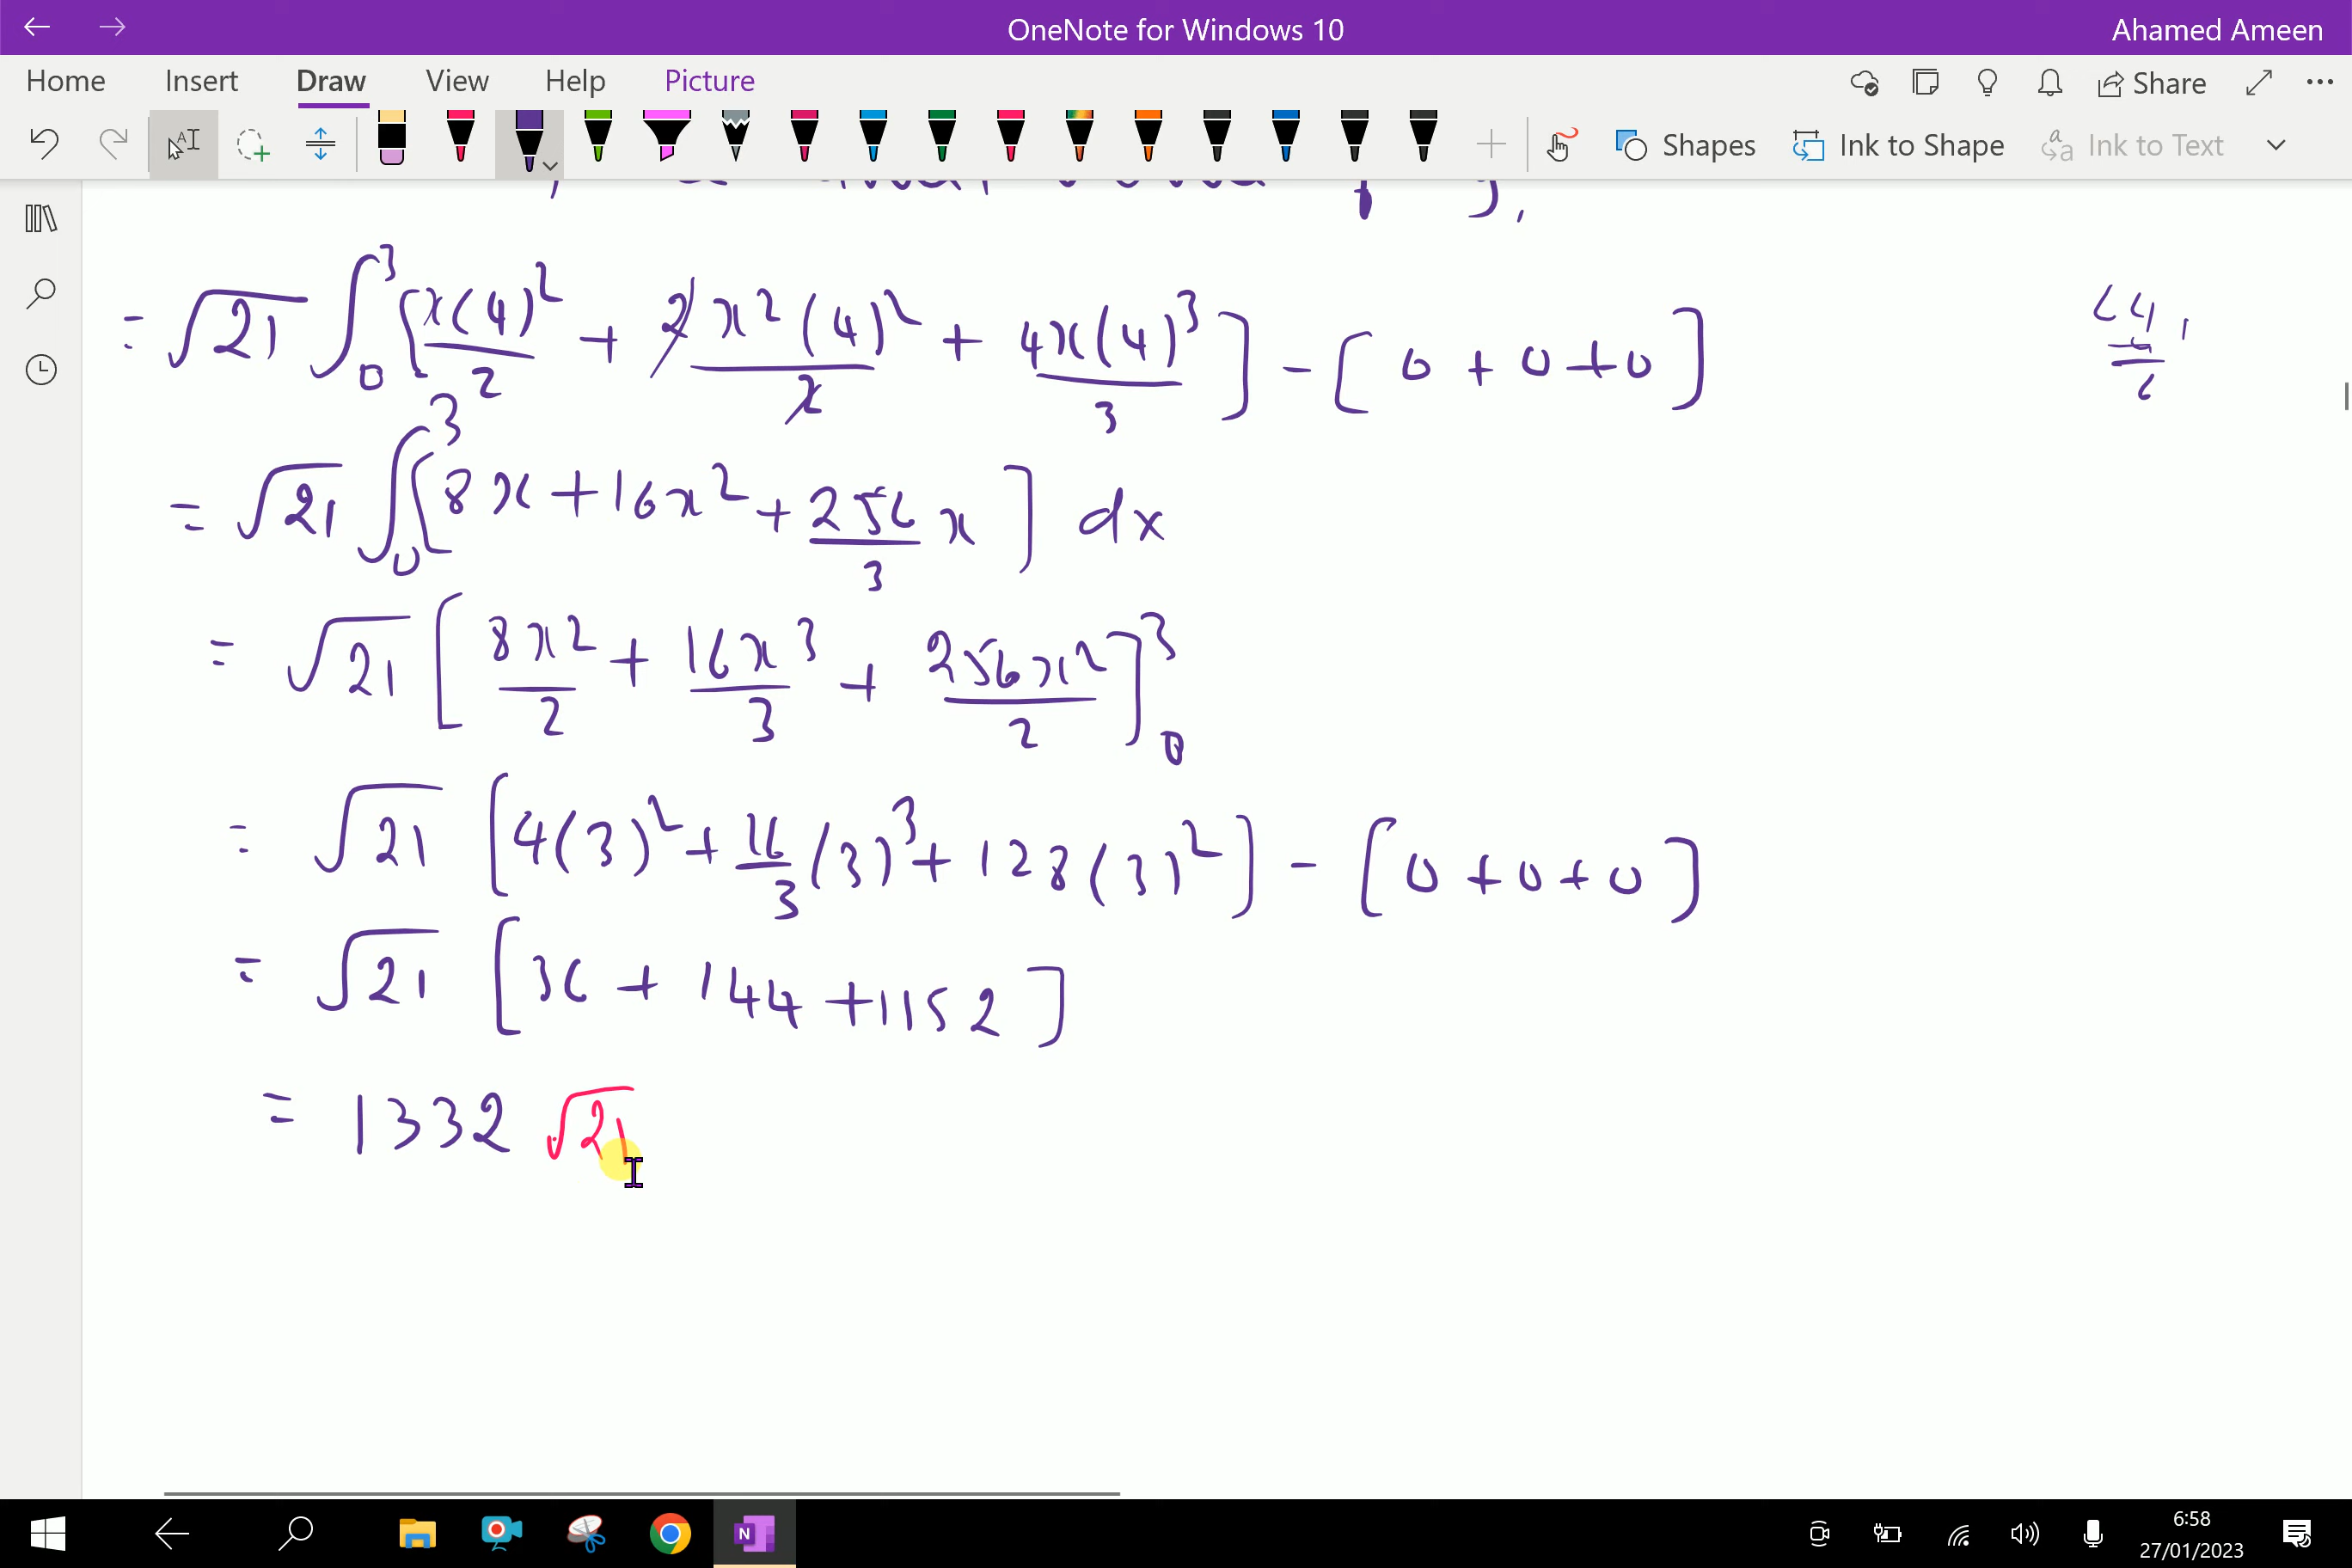 OneNote for Windows 10
Ahamed Ameen
Home Insert Draw View Help Picture
Share
Shapes Ink to Shape Ink to Text
= √21 ∫₀³ [x(4)²/2 + 2x²(4)²/2 + 4x(4)³/3] - [0 + 0 + 0]
= √21 ∫₀³ [8x + 16x² + 256/3 x] dx
= √21 [8x²/2 + 16x³/3 + 256x²/2]₀³
= √21 [4(3)² + 16/3 (3)³ + 128(3)²] - [0 + 0 + 0]
= √21 [36 + 144 + 1152]
= 1332 √21
6:58
27/01/2023